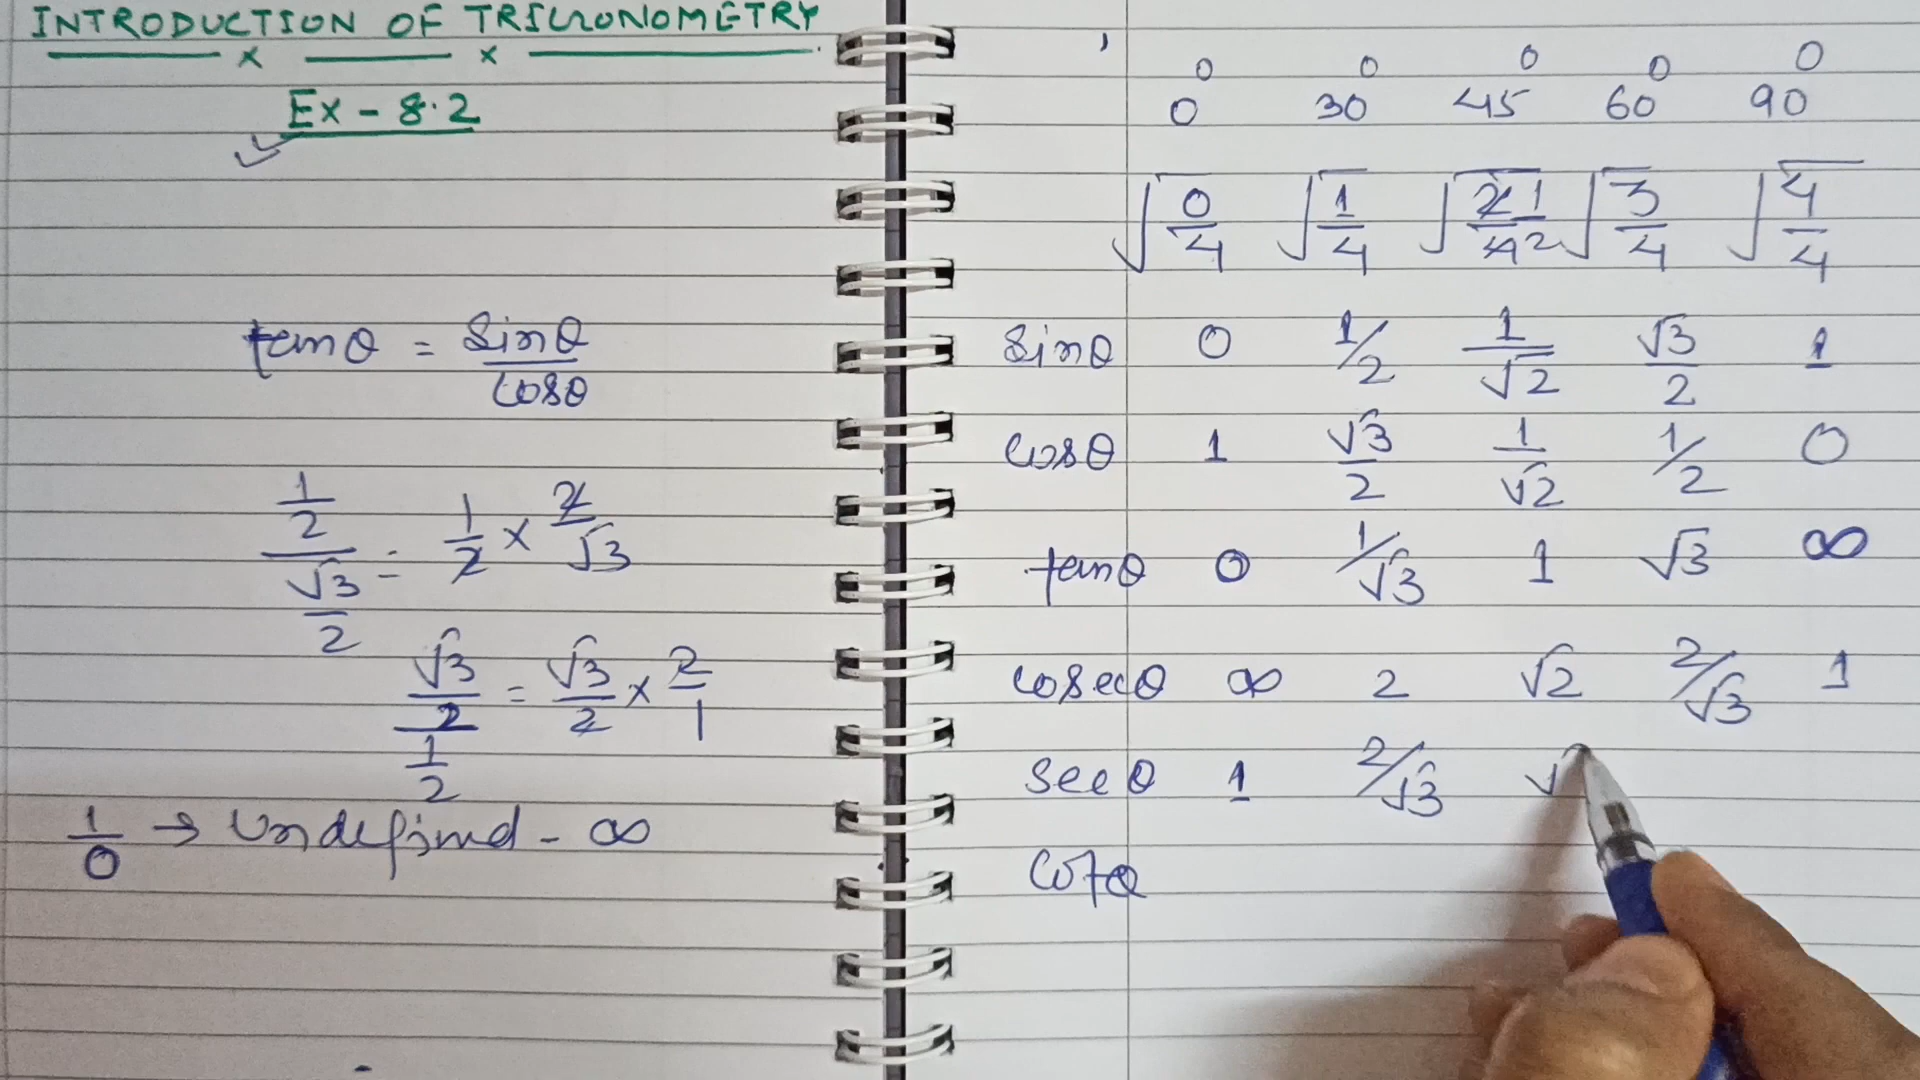 INTRODUCTION OF TRIGONOMETRY
Ex - 8.2
tanθ = sinθ/cosθ
(1/2)/(√3/2) = 1/2 × 2/√3
(√3/2)/(1/2) = √3/2 × 2/1
1/0 → Undefined - ∞
0° 30° 45° 60° 90°
√0/4 √1/4 √2/4 1/2 √3/4 √4/4
sinθ 0 1/2 1/√2 √3/2 1
cosθ 1 √3/2 1/√2 1/2 0
tanθ 0 1/√3 1 √3 ∞
cosecθ ∞ 2 √2 2/√3 1
secθ 1 2/√3 √
cotθ